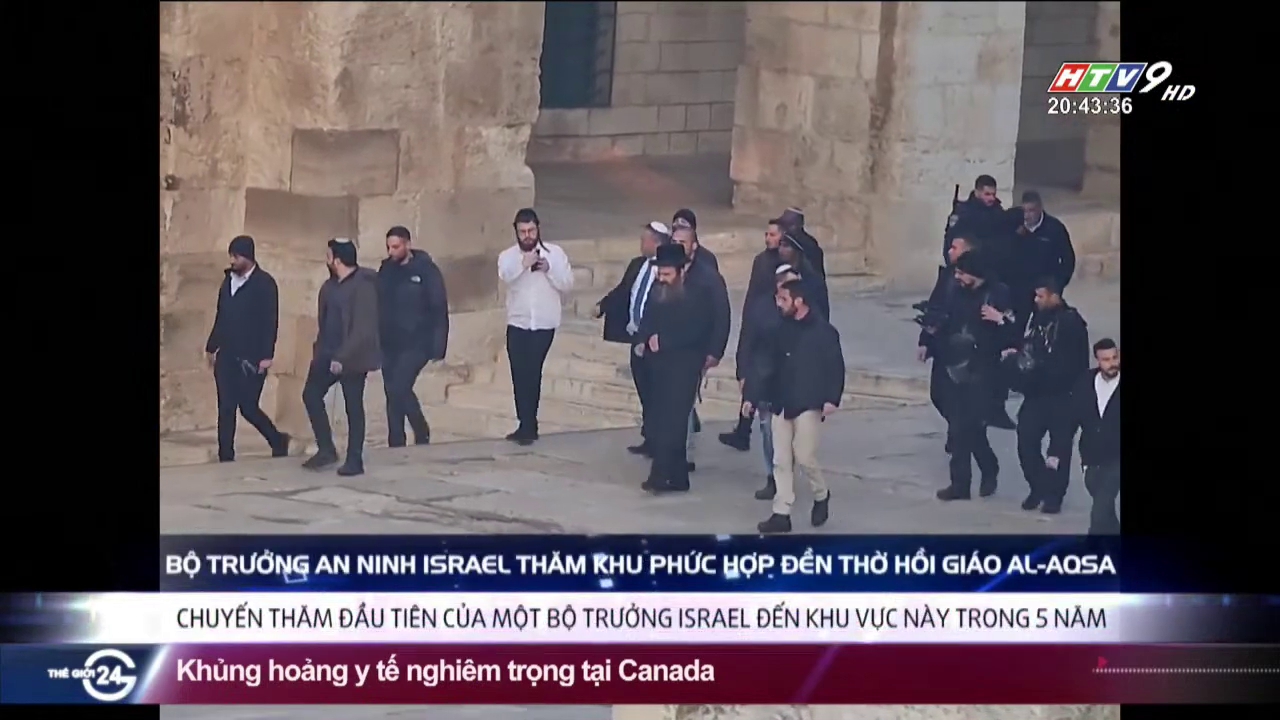 HTV9 HD
20:43:36
BỘ TRƯỞNG AN NINH ISRAEL THĂM KHU PHỨC HỢP ĐỀN THỜ HỒI GIÁO AL-AQSA
CHUYẾN THĂM ĐẦU TIÊN CỦA MỘT BỘ TRƯỞNG ISRAEL ĐẾN KHU VỰC NÀY TRONG 5 NĂM
THẾ GIỚI 24G
Khủng hoảng y tế nghiêm trọng tại Canada